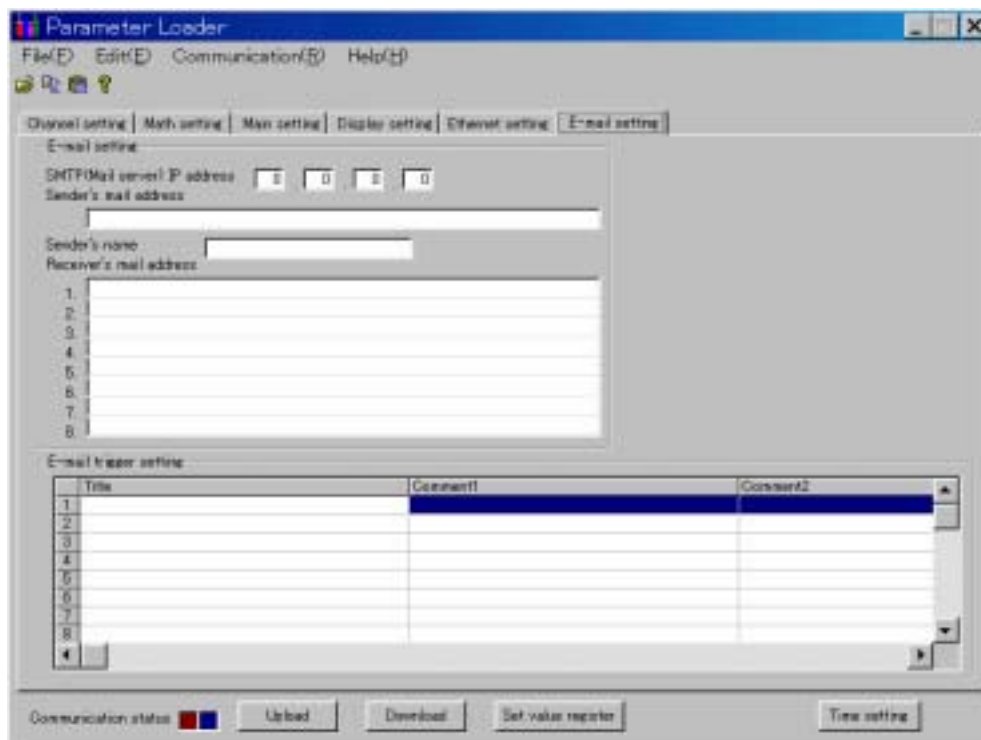 Parameter Loader
File(F) Edit(E) Communication(R) Help(H)
Channel setting Math setting Main setting Display setting Ethernet setting E-mail setting
E-mail setting
SMTP(Mail server) IP address 0 0 0 0
Sender's mail address
Sender's name
Receiver's mail address
1.
2.
3.
4.
5.
6.
7.
8.
E-mail trigger setting
Title Comment1 Comment2
1
2
3
4
5
6
7
8
Communication status Upload Download Set value register Time setting